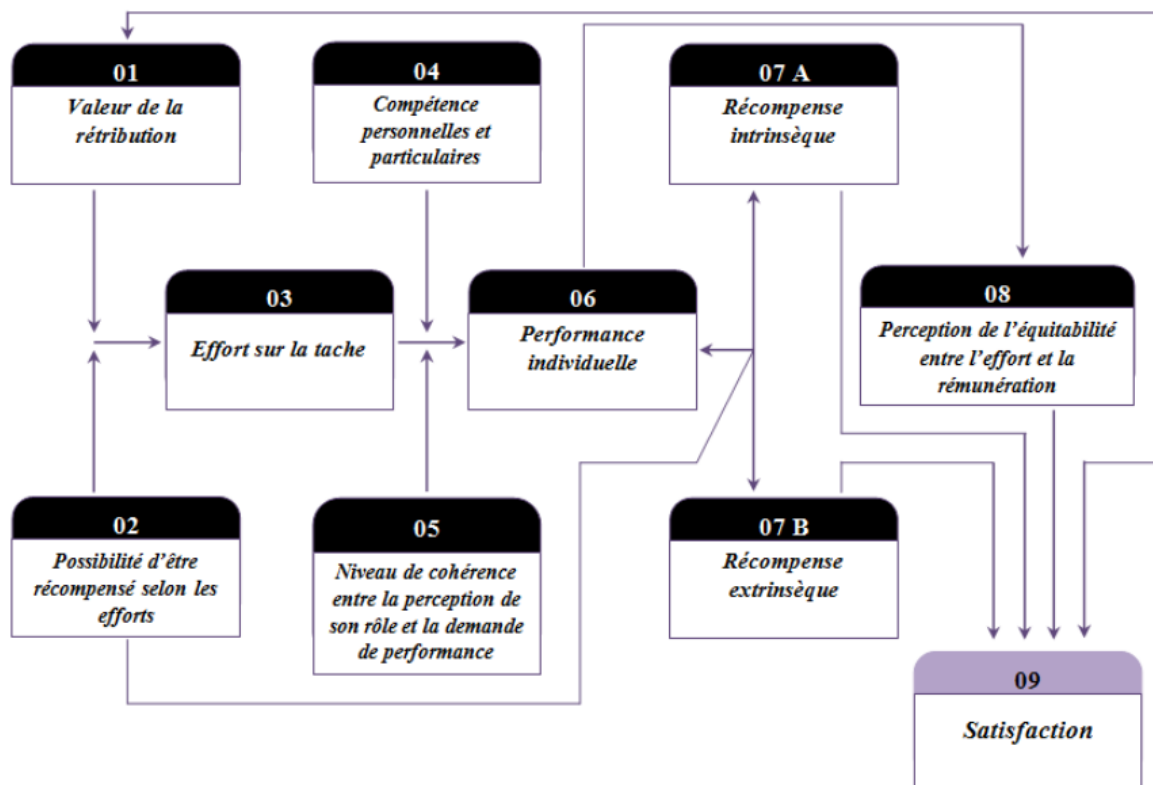 01
Valeur de la
rétribution
04
Compétence
personnelles et
particulaires
07 A
Récompense
intrinsèque
03
Effort sur la tache
06
Performance
individuelle
08
Perception de l’équitabilité
entre l’effort et la
rémunération
02
Possibilité d’être
récompensé selon les
efforts
05
Niveau de cohérence
entre la perception de
son rôle et la demande
de performance
07 B
Récompense
extrinsèque
09
Satisfaction